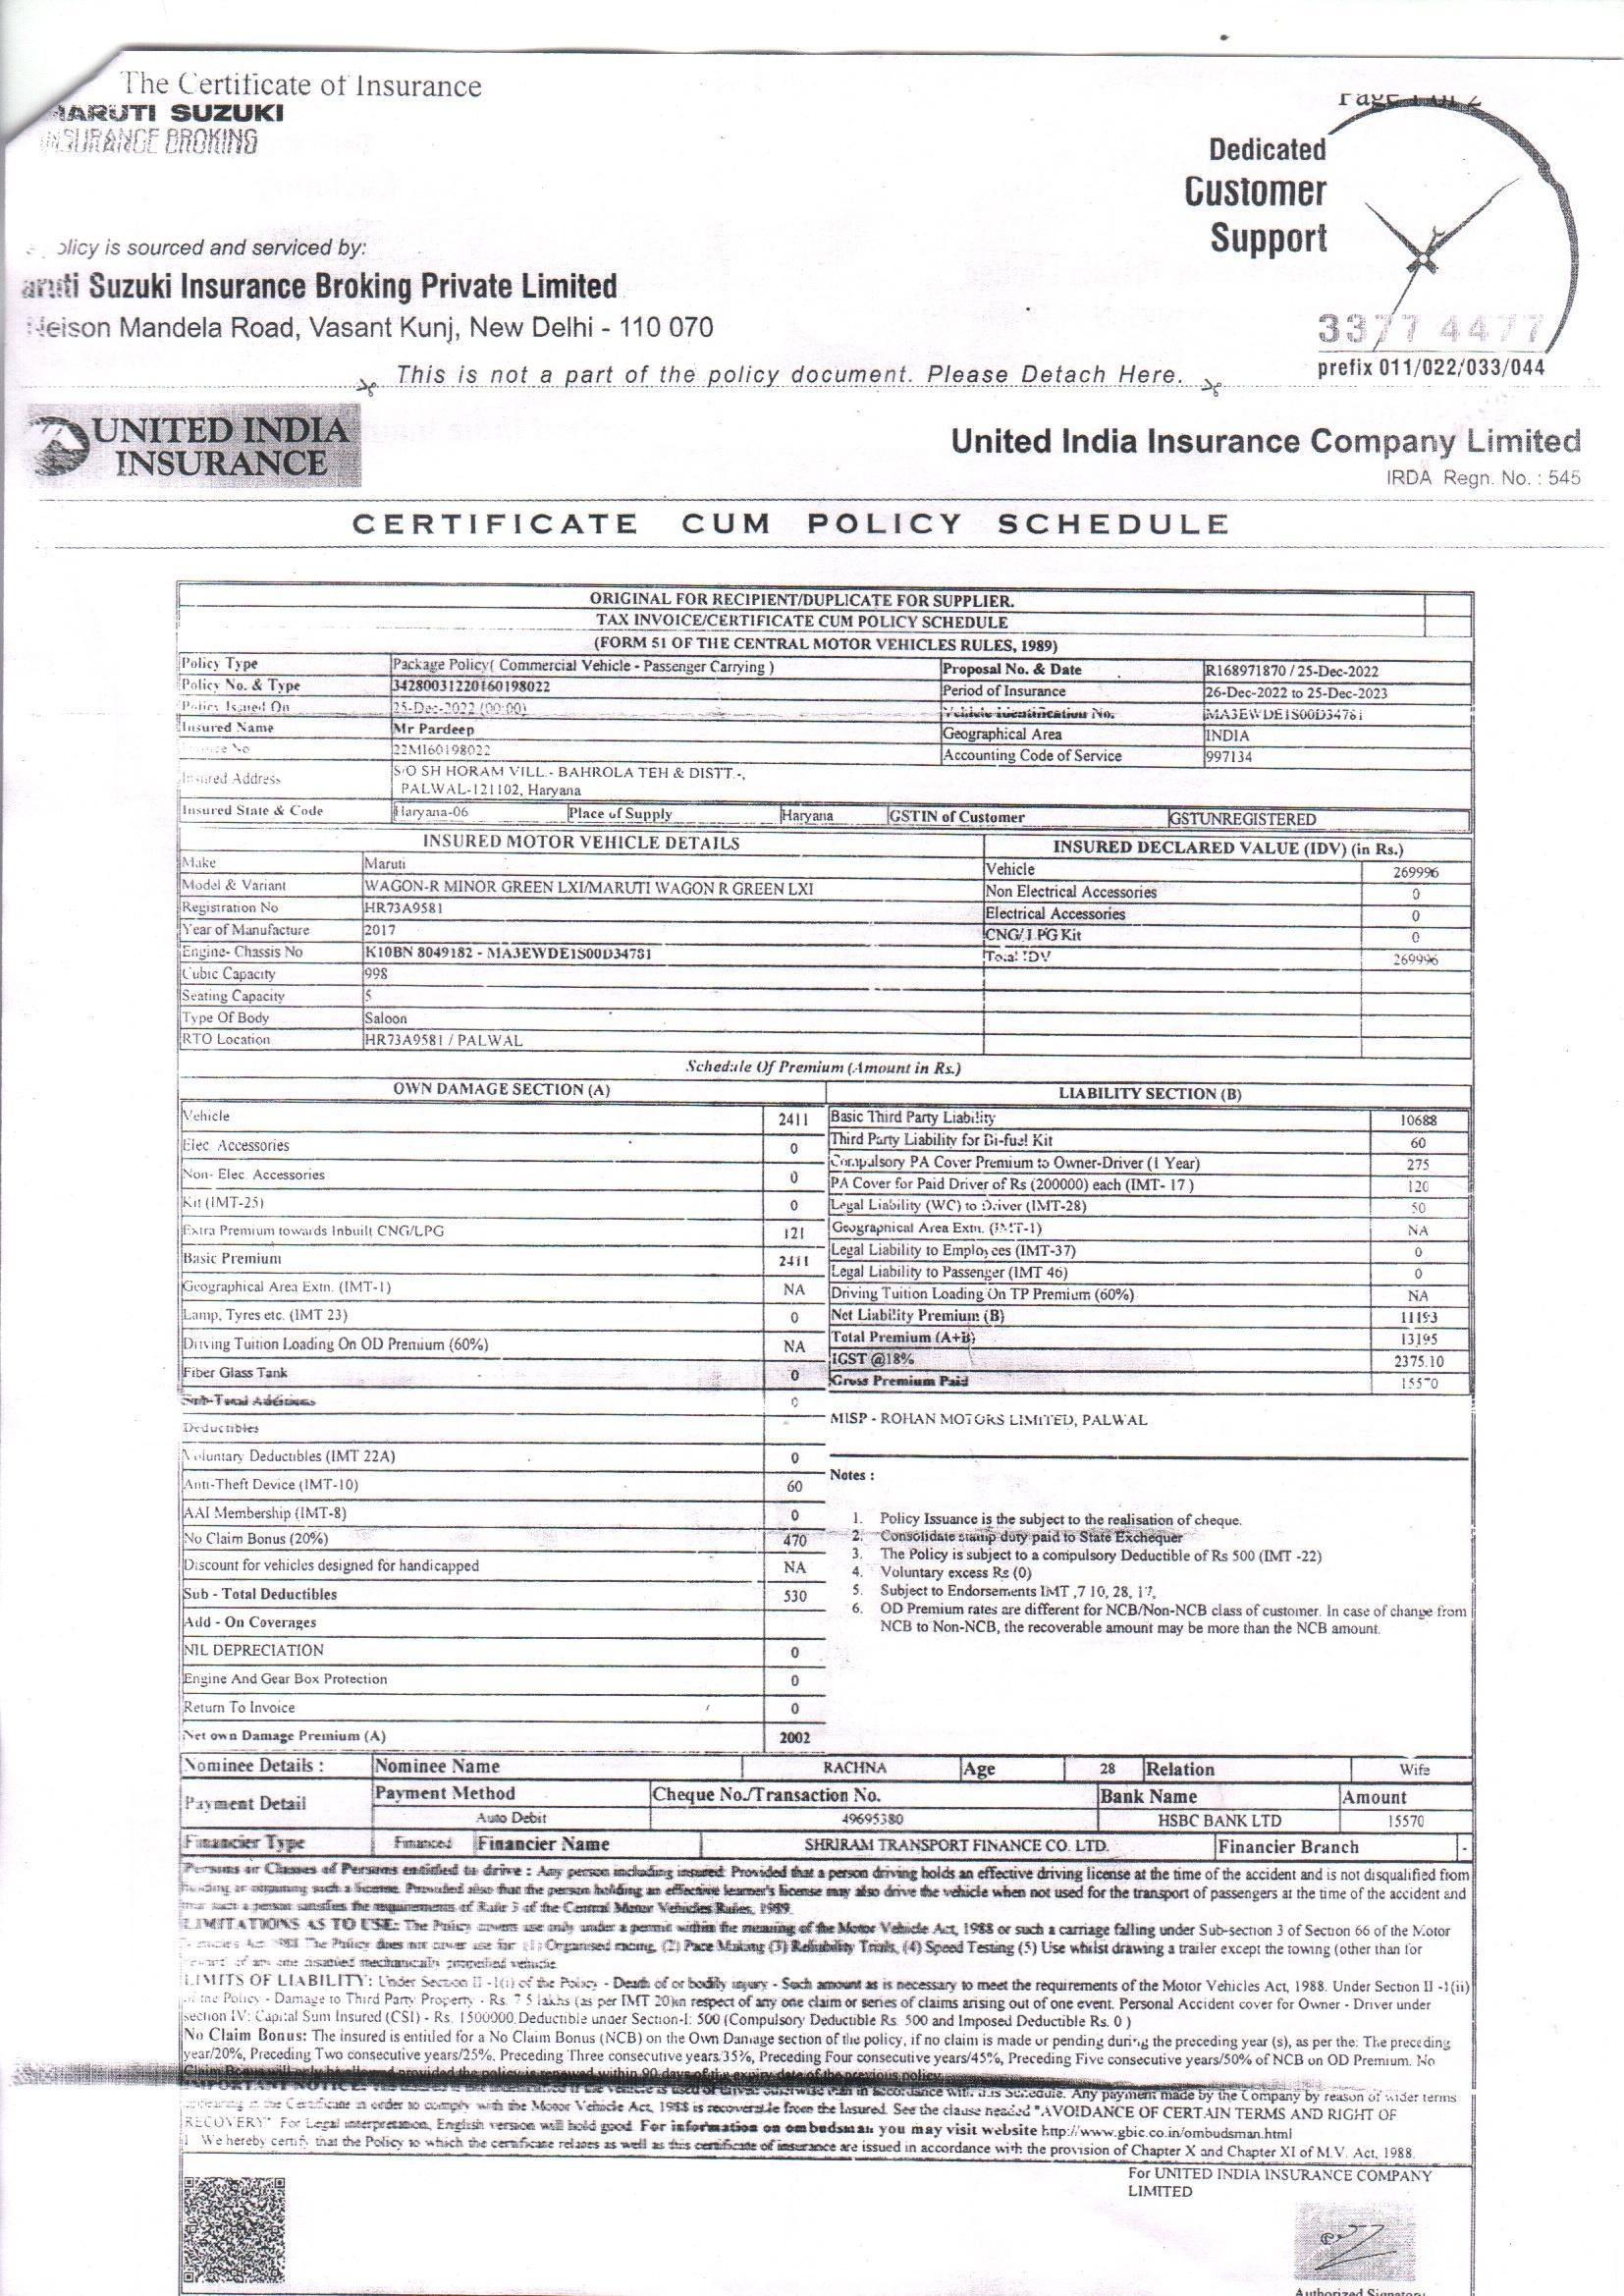 The Certificate of Insurance
MARUTI SUZUKI
INSURANCE BROKING
Page 1 of 2
Dedicated
Customer
Support
3377 4477
prefix 011/022/033/044
olicy is sourced and serviced by:
aruti Suzuki Insurance Broking Private Limited
Nelson Mandela Road, Vasant Kunj, New Delhi - 110 070
This is not a part of the policy document. Please Detach Here.
UNITED INDIA
INSURANCE
United India Insurance Company Limited
IRDA Regn. No. : 545
CERTIFICATE CUM POLICY SCHEDULE
ORIGINAL FOR RECIPIENT/DUPLICATE FOR SUPPLIER.
TAX INVOICE/CERTIFICATE CUM POLICY SCHEDULE
(FORM 51 OF THE CENTRAL MOTOR VEHICLES RULES, 1989)
Policy Type Package Policy( Commercial Vehicle - Passenger Carrying ) Proposal No. & Date R168971870 / 25-Dec-2022
Policy No. & Type 34280031220160198022 Period of Insurance 26-Dec-2022 to 25-Dec-2023
Policy Issued On 25-Dec-2022 (00:00) Vehicle Identification No. MA3EWDE1S00D34781
Insured Name Mr Pardeep Geographical Area INDIA
No 22MI60198022 Accounting Code of Service 997134
Insured Address S/O SH HORAM VILL.- BAHROLA TEH & DISTT.-,
PALWAL-121102, Haryana
Insured State & Code Haryana-06 Place of Supply Haryana GSTIN of Customer GSTUNREGISTERED
INSURED MOTOR VEHICLE DETAILS INSURED DECLARED VALUE (IDV) (in Rs.)
Make Maruti Vehicle 269996
Model & Variant WAGON-R MINOR GREEN LXI/MARUTI WAGON R GREEN LXI Non Electrical Accessories 0
Registration No HR73A9581 Electrical Accessories 0
Year of Manufacture 2017 CNG/LPG Kit 0
Engine- Chassis No K10BN 8049182 - MA3EWDE1S00D34781 Total IDV 269996
Cubic Capacity 998
Seating Capacity 5
Type Of Body Saloon
RTO Location HR73A9581 / PALWAL
Schedule Of Premium (Amount in Rs.)
OWN DAMAGE SECTION (A)
Vehicle 2411
Elec. Accessories 0
Non- Elec. Accessories 0
Kit (IMT-25) 0
Extra Premium towards Inbuilt CNG/LPG 121
Basic Premium 2411
Geographical Area Extn. (IMT-1) NA
Lamp, Tyres etc. (IMT 23) 0
Driving Tuition Loading On OD Premium (60%) NA
Fiber Glass Tank 0
Sub-Total Additions 0
Deductibles
Voluntary Deductibles (IMT 22A) 0
Anti-Theft Device (IMT-10) 60
AAI Membership (IMT-8) 0
No Claim Bonus (20%) 470
Discount for vehicles designed for handicapped NA
Sub - Total Deductibles 530
Add - On Coverages
NIL DEPRECIATION 0
Engine And Gear Box Protection 0
Return To Invoice 0
Net own Damage Premium (A) 2002
LIABILITY SECTION (B)
Basic Third Party Liability 10688
Third Party Liability for Bi-fuel Kit 60
Compulsory PA Cover Premium to Owner-Driver (1 Year) 275
PA Cover for Paid Driver of Rs (200000) each (IMT- 17 ) 120
Legal Liability (WC) to Driver (IMT-28) 50
Geographical Area Extn. (IMT-1) NA
Legal Liability to Employees (IMT-37) 0
Legal Liability to Passenger (IMT 46) 0
Driving Tuition Loading On TP Premium (60%) NA
Net Liability Premium (B) 11193
Total Premium (A+B) 13195
IGST @18% 2375.10
Gross Premium Paid 15570
MISP - ROHAN MOTORS LIMITED, PALWAL
Notes :
1. Policy Issuance is the subject to the realisation of cheque.
2. Consolidate stamp duty paid to State Exchequer
3. The Policy is subject to a compulsory Deductible of Rs 500 (IMT -22)
4. Voluntary excess Rs (0)
5. Subject to Endorsements IMT ,7 10, 28, 17,
6. OD Premium rates are different for NCB/Non-NCB class of customer. In case of change from
NCB to Non-NCB, the recoverable amount may be more than the NCB amount.
Nominee Details : Nominee Name RACHNA Age 28 Relation Wife
Payment Detail Payment Method Cheque No./Transaction No. Bank Name Amount
Auto Debit 49695380 HSBC BANK LTD 15570
Financier Type Financed Financier Name SHRIRAM TRANSPORT FINANCE CO. LTD. Financier Branch -
Persons or Classes of Persons entitled to drive : Any person including insured: Provided that a person driving holds an effective driving license at the time of the accident and is not disqualified from
holding or obtaining such a license. Provided also that the person holding an effective learner's license may also drive the vehicle when not used for the transport of passengers at the time of the accident and
that such a person satisfies the requirements of Rule 3 of the Central Motor Vehicles Rules, 1989.
LIMITATIONS AS TO USE: The Policy covers use only under a permit within the meaning of the Motor Vehicle Act, 1988 or such a carriage falling under Sub-section 3 of Section 66 of the Motor
Vehicles Act 1988 The Policy does not cover use for (1) Organised racing, (2) Pace Making (3) Reliability Trials, (4) Speed Testing (5) Use whilst drawing a trailer except the towing (other than for
reward) of any one disabled mechanically propelled vehicle
LIMITS OF LIABILITY: Under Section II -1(i) of the Policy - Death of or bodily injury - Such amount as is necessary to meet the requirements of the Motor Vehicles Act, 1988. Under Section II -1(ii)
of the Policy - Damage to Third Party Property - Rs. 7.5 lakhs (as per IMT 20)in respect of any one claim or series of claims arising out of one event. Personal Accident cover for Owner - Driver under
section IV: Capital Sum Insured (CSI) - Rs. 1500000.Deductible under Section-I: 500 (Compulsory Deductible Rs. 500 and Imposed Deductible Rs. 0 )
No Claim Bonus: The insured is entitled for a No Claim Bonus (NCB) on the Own Damage section of the policy, if no claim is made or pending during the preceding year (s), as per the: The preceding
year/20%, Preceding Two consecutive years/25%, Preceding Three consecutive years/35%, Preceding Four consecutive years/45%, Preceding Five consecutive years/50% of NCB on OD Premium. No
Claim Bonus will only be allowed provided the policy is renewed within 90 days of the expiry date of the previous policy.
IMPORTANT NOTICE: The insured is not indemnified if the vehicle is used or driven otherwise than in accordance with this Schedule. Any payment made by the Company by reason of wider terms
appearing in the Certificate in order to comply with the Motor Vehicle Act, 1988 is recoverable from the Insured. See the clause headed "AVOIDANCE OF CERTAIN TERMS AND RIGHT OF
RECOVERY" For Legal interpretation, English version will hold good. For information on ombudsman you may visit website http://www.gbic.co.in/ombudsman.html
We hereby certify that the Policy to which the certificate relates as well as this certificate of insurance are issued in accordance with the provision of Chapter X and Chapter XI of M.V. Act, 1988.
For UNITED INDIA INSURANCE COMPANY
LIMITED
Authorized Signatory